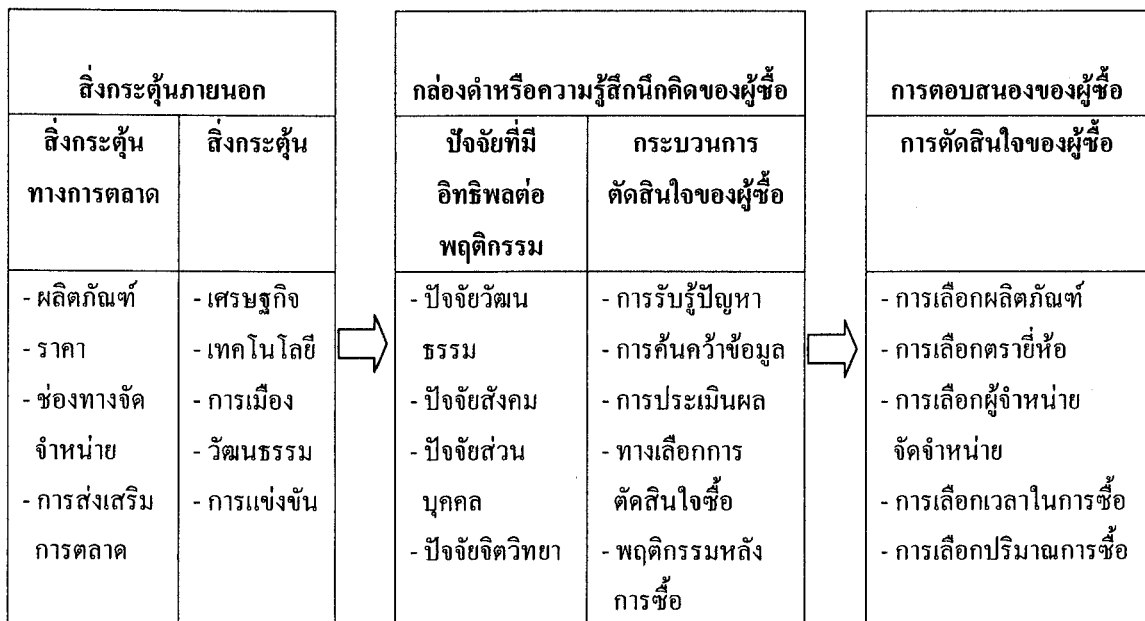 สิ่งกระตุ้นภายนอก
สิ่งกระตุ้น
ทางการตลาด
สิ่งกระตุ้น
- ผลิตภัณฑ์
- ราคา
- ช่องทางจัด
จำหน่าย
- การส่งเสริม
การตลาด
- เศรษฐกิจ
- เทคโนโลยี
- การเมือง
- วัฒนธรรม
- การแข่งขัน
กล่องดำหรือความรู้สึกนึกคิดของผู้ซื้อ
ปัจจัยที่มี
อิทธิพลต่อ
พฤติกรรม
กระบวนการ
ตัดสินใจของผู้ซื้อ
- ปัจจัยวัฒน
ธรรม
- ปัจจัยสังคม
- ปัจจัยส่วน
บุคคล
- ปัจจัยจิตวิทยา
- การรับรู้ปัญหา
- การค้นคว้าข้อมูล
- การประเมินผล
- ทางเลือกการ
ตัดสินใจซื้อ
- พฤติกรรมหลัง
การซื้อ
การตอบสนองของผู้ซื้อ
การตัดสินใจของผู้ซื้อ
- การเลือกผลิตภัณฑ์
- การเลือกตรายี่ห้อ
- การเลือกผู้จำหน่าย
จัดจำหน่าย
- การเลือกเวลาในการซื้อ
- การเลือกปริมาณการซื้อ